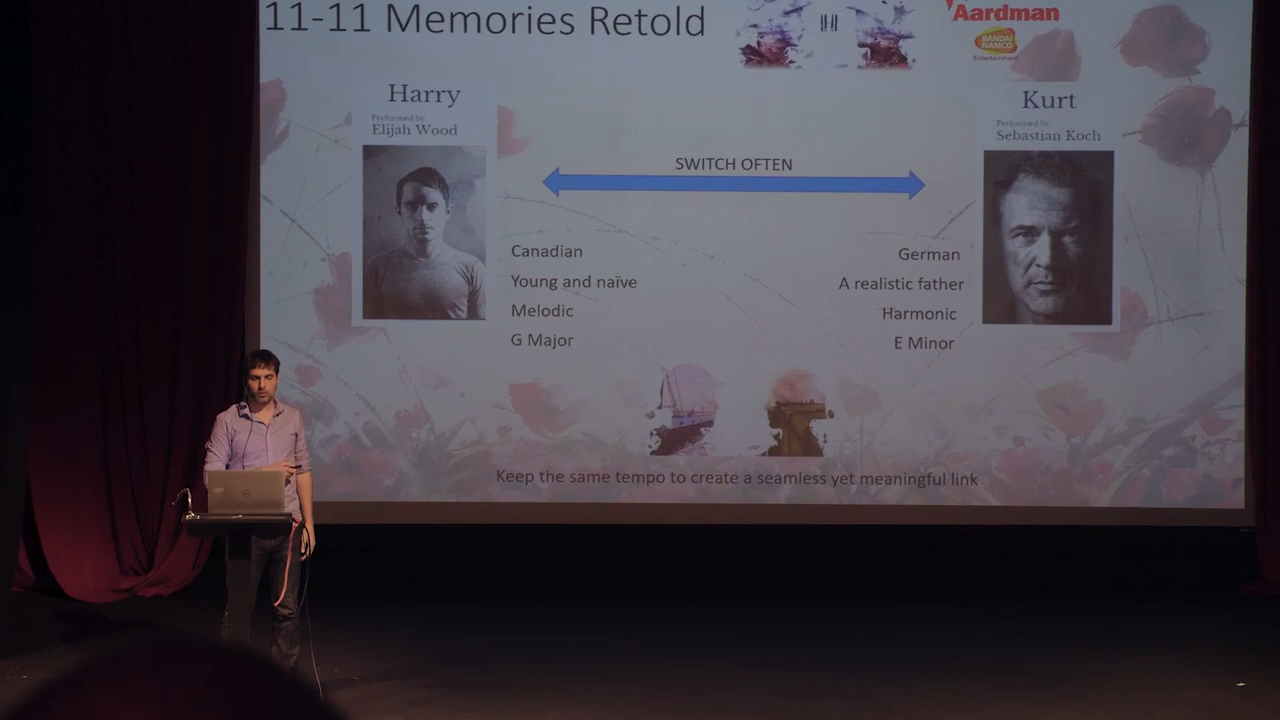 11-11 Memories Retold
Aardman
BANDAI
NAMCO
Entertainment
Harry
Performed by
Elijah Wood
Kurt
Performed by
Sebastian Koch
SWITCH OFTEN
Canadian
Young and naïve
Melodic
G Major
German
A realistic father
Harmonic
E Minor
Keep the same tempo to create a seamless yet meaningful link